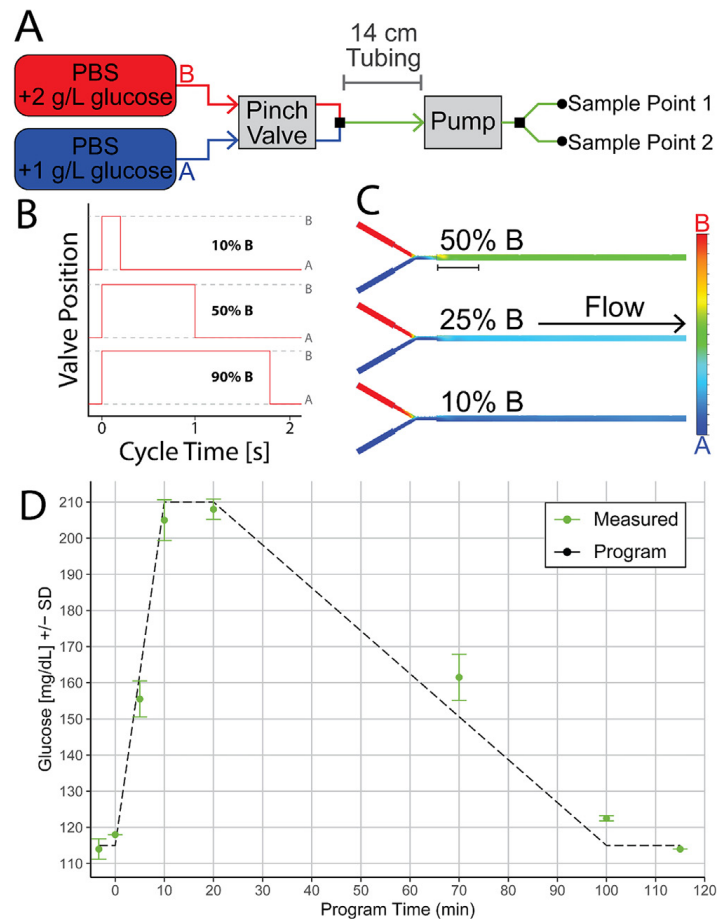 A
14 cm
Tubing
PBS
+2 g/L glucose
B
Pinch
Valve
Pump
Sample Point 1
Sample Point 2
PBS
+1 g/L glucose
A
B
Valve Position
B
10% B
A
B
50% B
A
B
90% B
A
0
1
2
Cycle Time [s]
C
50% B
25% B
Flow
10% B
B
A
D
Glucose [mg/dL] +/− SD
210
200
190
180
170
160
150
140
130
120
110
Measured
Program
0 10 20 30 40 50 60 70 80 90 100 110 120
Program Time (min)